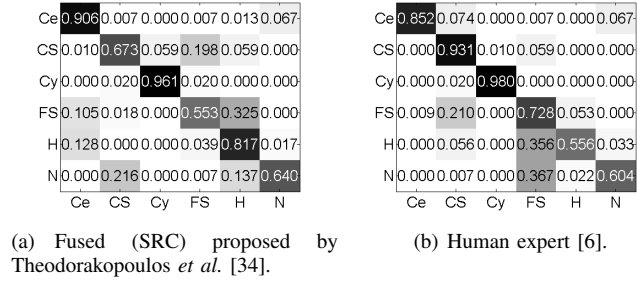 Ce 0.906 0.007 0.000 0.007 0.013 0.067
CS 0.010 0.673 0.059 0.198 0.059 0.000
Cy 0.000 0.020 0.961 0.020 0.000 0.000
FS 0.105 0.018 0.000 0.553 0.325 0.000
H 0.128 0.000 0.000 0.039 0.817 0.017
N 0.000 0.216 0.000 0.007 0.137 0.640
Ce CS Cy FS H N
(a) Fused (SRC) proposed by
Theodorakopoulos et al. [34].
Ce 0.852 0.074 0.000 0.007 0.000 0.067
CS 0.000 0.931 0.010 0.059 0.000 0.000
Cy 0.000 0.020 0.980 0.000 0.000 0.000
FS 0.009 0.210 0.000 0.728 0.053 0.000
H 0.000 0.056 0.000 0.356 0.556 0.033
N 0.000 0.007 0.000 0.367 0.022 0.604
Ce CS Cy FS H N
(b) Human expert [6].